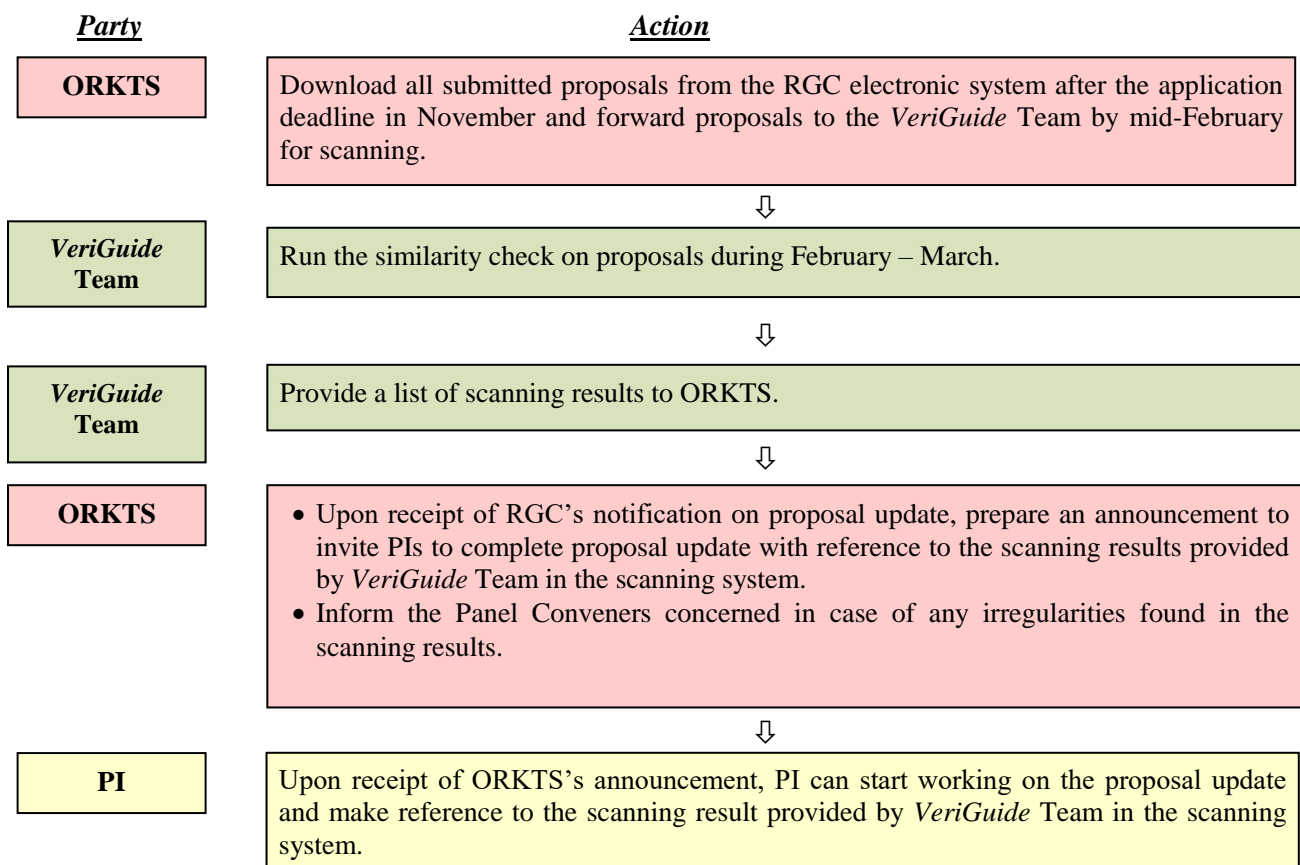 Party Action
ORKTS
Download all submitted proposals from the RGC electronic system after the application
deadline in November and forward proposals to the VeriGuide Team by mid-February
for scanning.
VeriGuide
Team
Run the similarity check on proposals during February – March.
VeriGuide
Team
Provide a list of scanning results to ORKTS.
ORKTS
• Upon receipt of RGC's notification on proposal update, prepare an announcement to
invite PIs to complete proposal update with reference to the scanning results provided
by VeriGuide Team in the scanning system.
• Inform the Panel Conveners concerned in case of any irregularities found in the
scanning results.
PI
Upon receipt of ORKTS's announcement, PI can start working on the proposal update
and make reference to the scanning result provided by VeriGuide Team in the scanning
system.